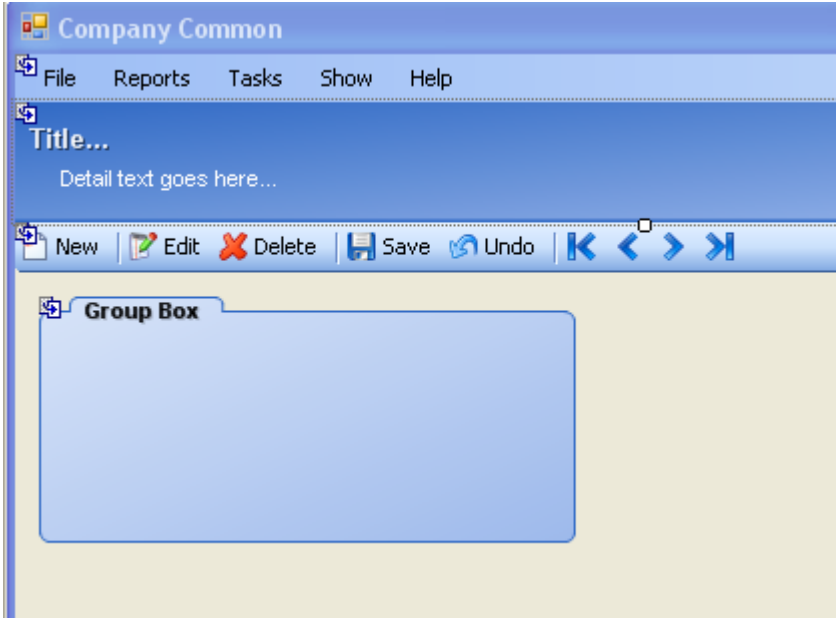 Company Common
File Reports Tasks Show Help
Title...
Detail text goes here...
New Edit Delete Save Undo
Group Box